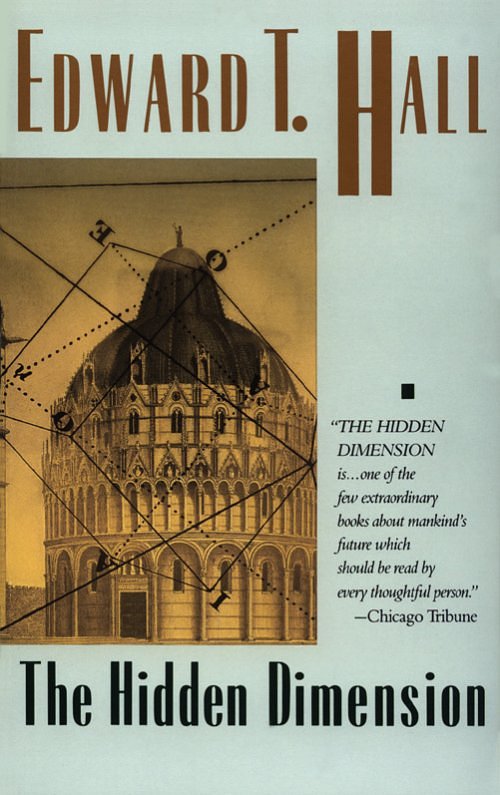 EDWARD T. HALL
"THE HIDDEN
DIMENSION
is...one of the
few extraordinary
books about mankind's
future which
should be read by
every thoughtful person."
—Chicago Tribune
The Hidden Dimension